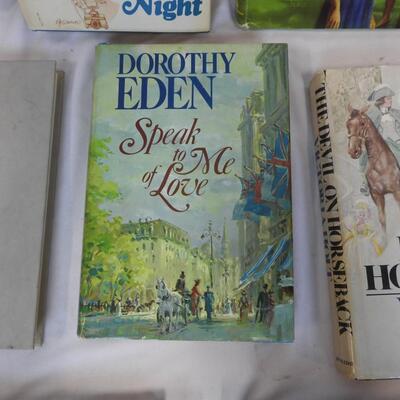 Night
DOROTHY
EDEN
Speak
to Me
of
Love
THE DEVIL ON HORSEBACK
HO